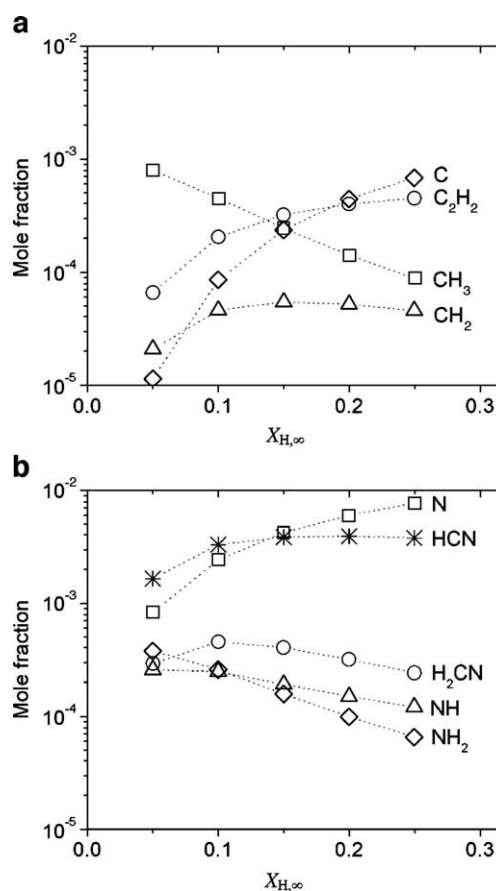 a
10⁻²
10⁻³
10⁻⁴
10⁻⁵
Mole fraction
C
C₂H₂
CH₃
CH₂
0.0 0.1 0.2 0.3
X_H,∞
b
10⁻²
10⁻³
10⁻⁴
10⁻⁵
Mole fraction
N
HCN
H₂CN
NH
NH₂
0.0 0.1 0.2 0.3
X_H,∞